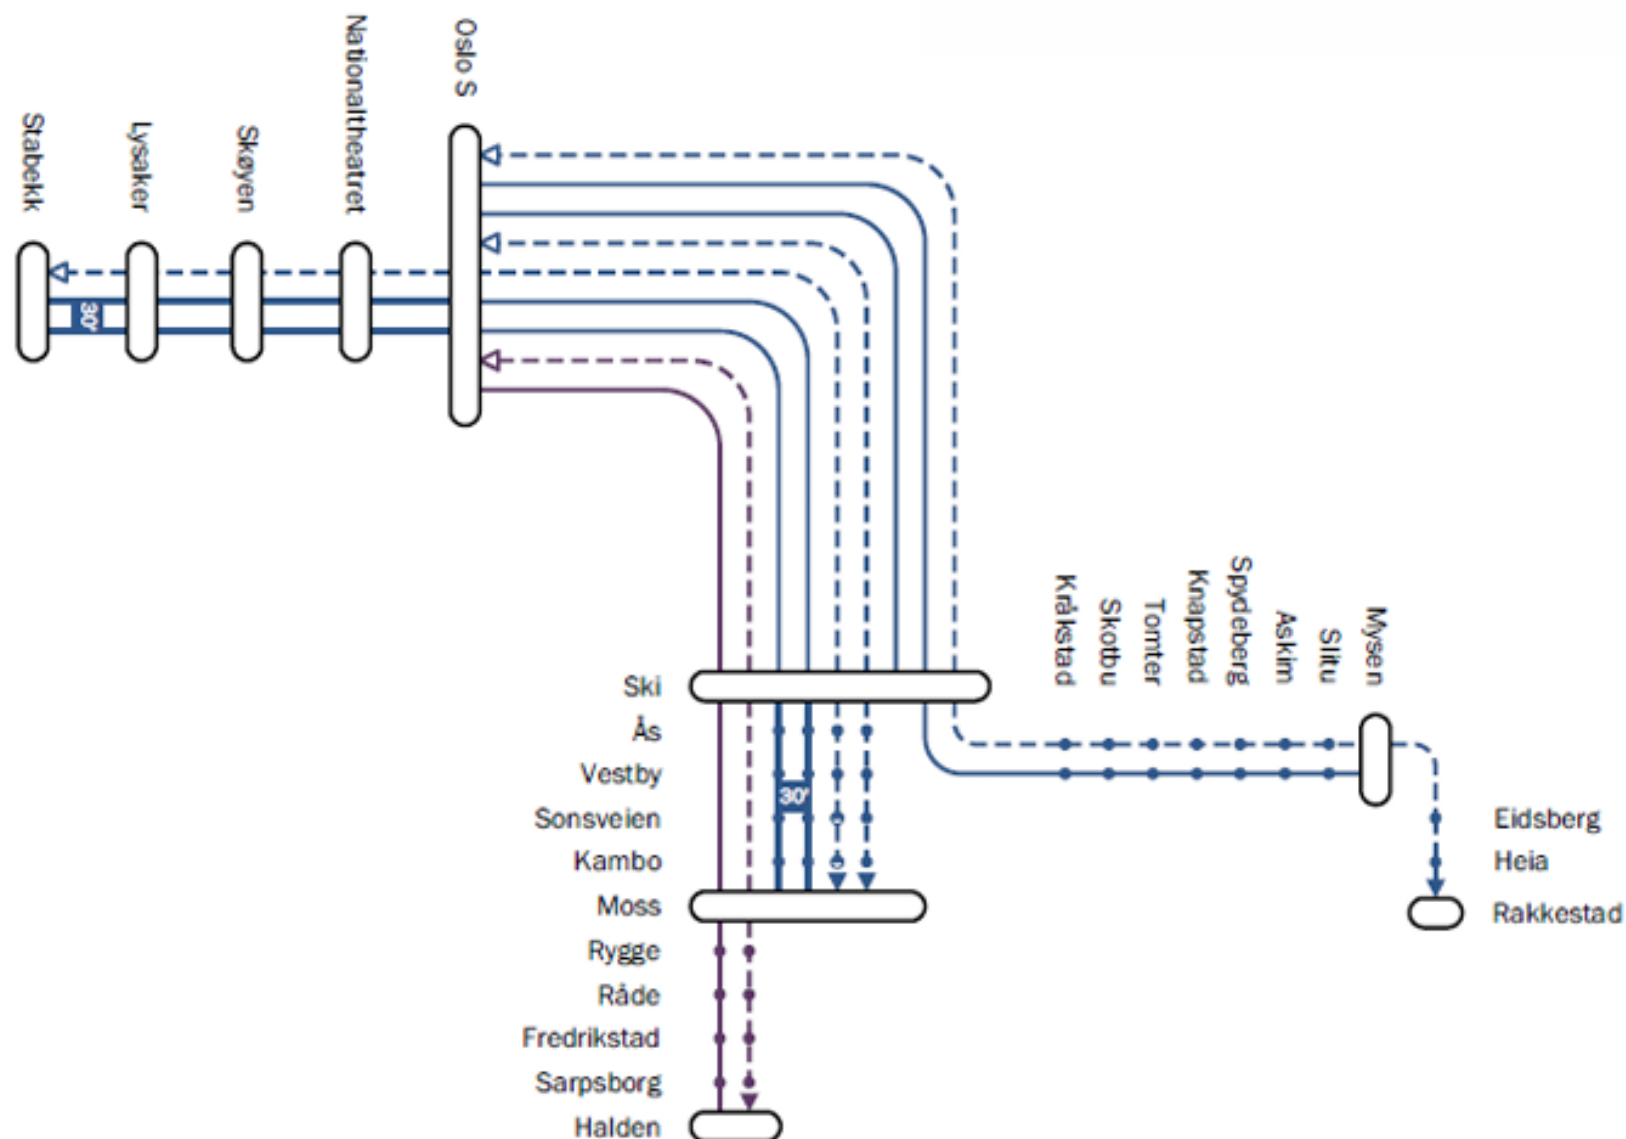 Stabekk
Lysaker
Skøyen
Nationaltheatret
Oslo S
30'
Kråkstad
Skotbu
Tomter
Knapstad
Spydeberg
Askim
Slitu
Mysen
Ski
Ås
Vestby
30'
Sonsveien
Kambo
Moss
Rygge
Råde
Fredrikstad
Sarpsborg
Halden
Eidsberg
Heia
Rakkestad